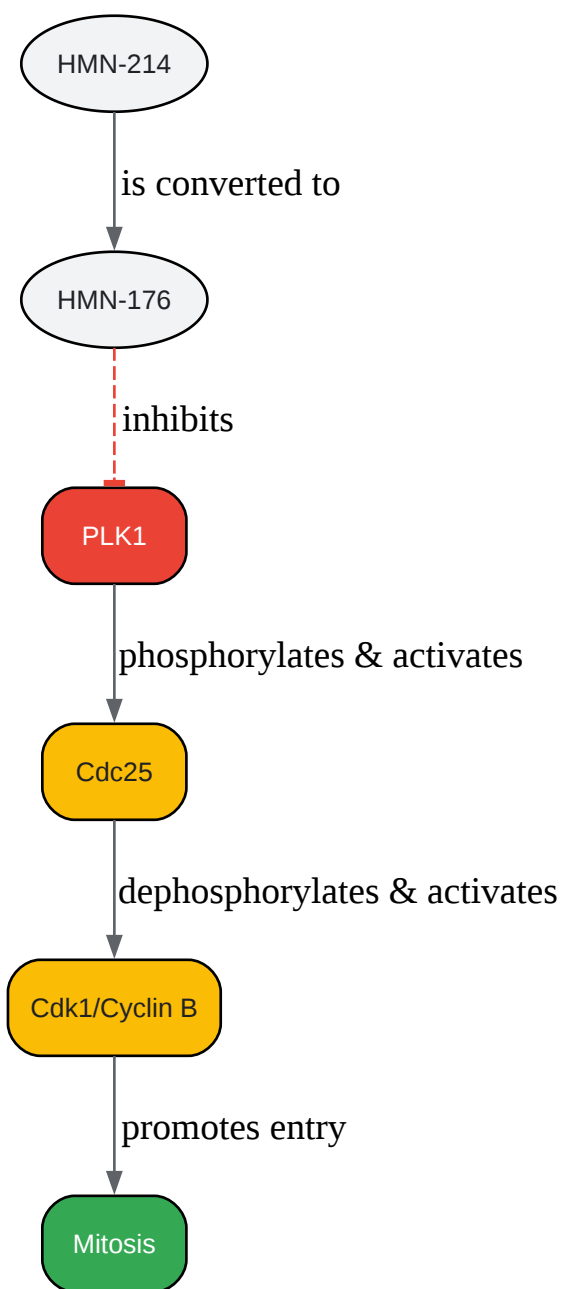 HMN-214
is converted to
HMN-176
inhibits
PLK1
phosphorylates & activates
Cdc25
dephosphorylates & activates
Cdk1/Cyclin B
promotes entry
Mitosis